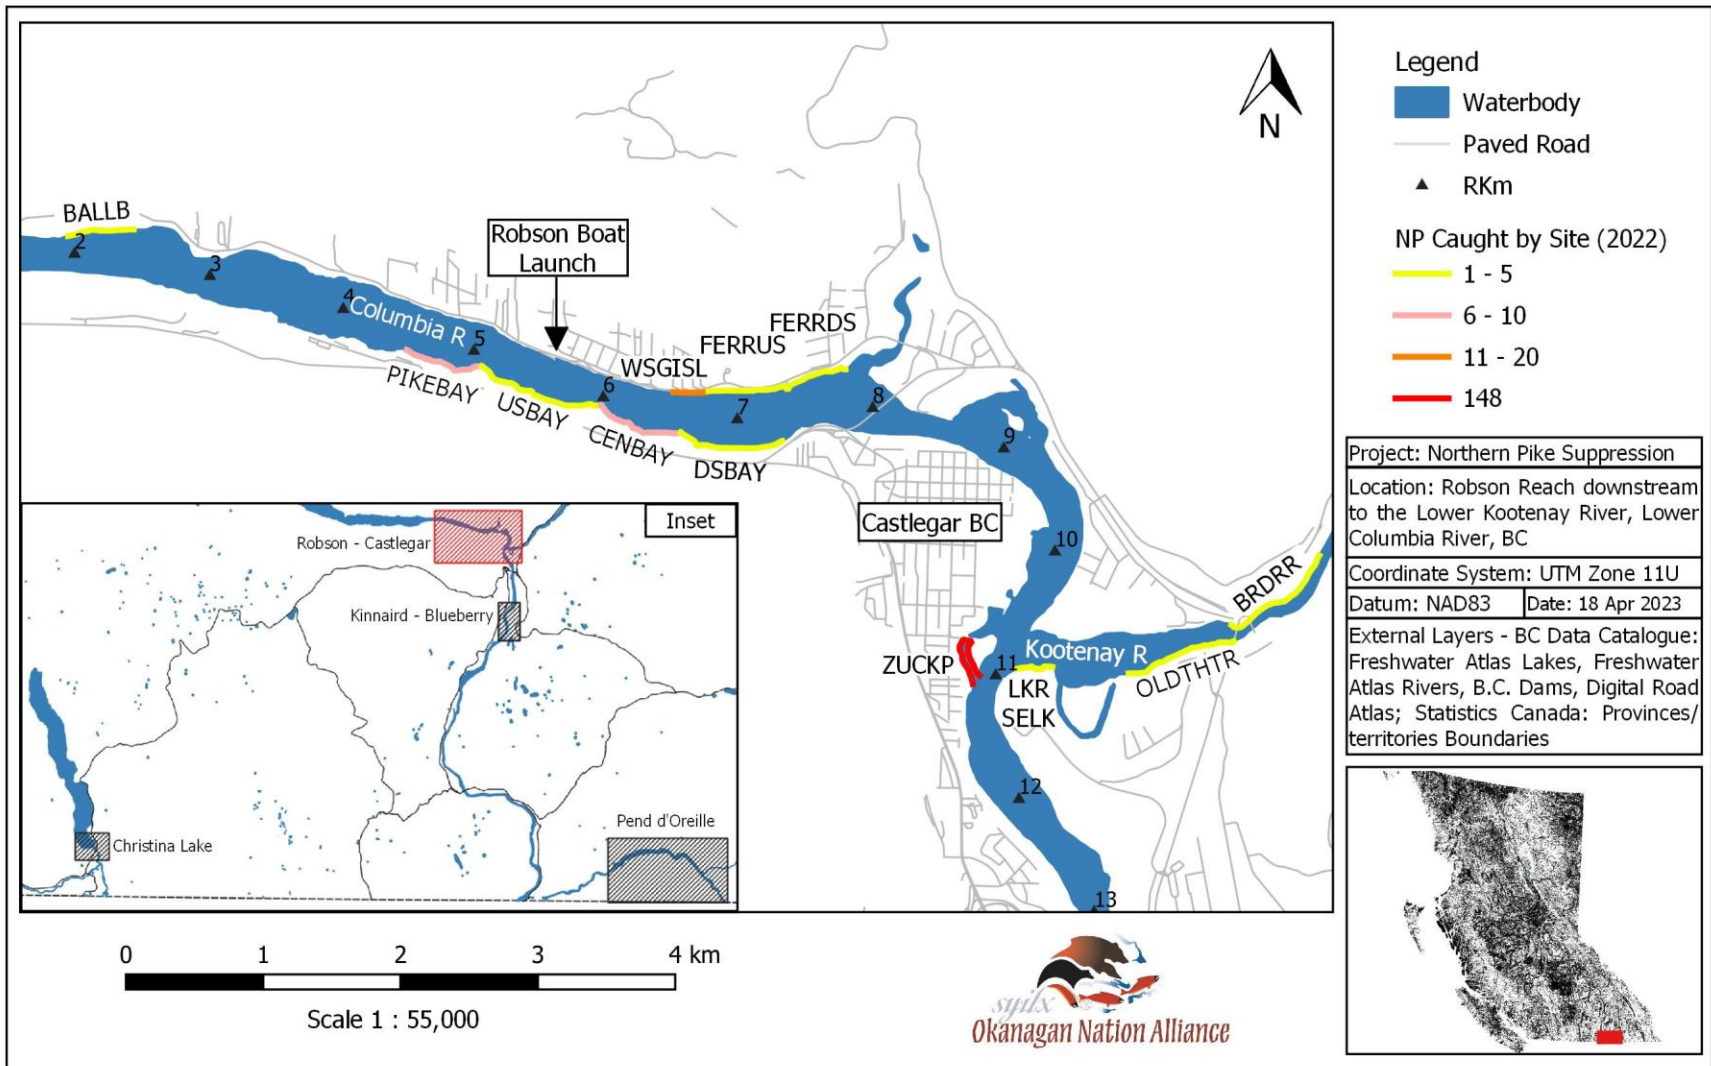 BALLB
2
3
4
Columbia R
5
Robson Boat
Launch
PIKEBAY
USBAY
6
CENBAY
WSGISL
FERRUS
FERRDS
7
DSBAY
8
9
10
Castlegar BC
ZUCKP
11
Kootenay R
LKR
SELK
OLDTHTR
BRDRR
12
13
N
Inset
Robson - Castlegar
Kinnaird - Blueberry
Christina Lake
Pend d'Oreille
0 1 2 3 4 km
Scale 1 : 55,000
syilx
Okanagan Nation Alliance
Legend
Waterbody
Paved Road
RKm
NP Caught by Site (2022)
1 - 5
6 - 10
11 - 20
148
Project: Northern Pike Suppression
Location: Robson Reach downstream
to the Lower Kootenay River, Lower
Columbia River, BC
Coordinate System: UTM Zone 11U
Datum: NAD83 Date: 18 Apr 2023
External Layers - BC Data Catalogue:
Freshwater Atlas Lakes, Freshwater
Atlas Rivers, B.C. Dams, Digital Road
Atlas; Statistics Canada: Provinces/
territories Boundaries